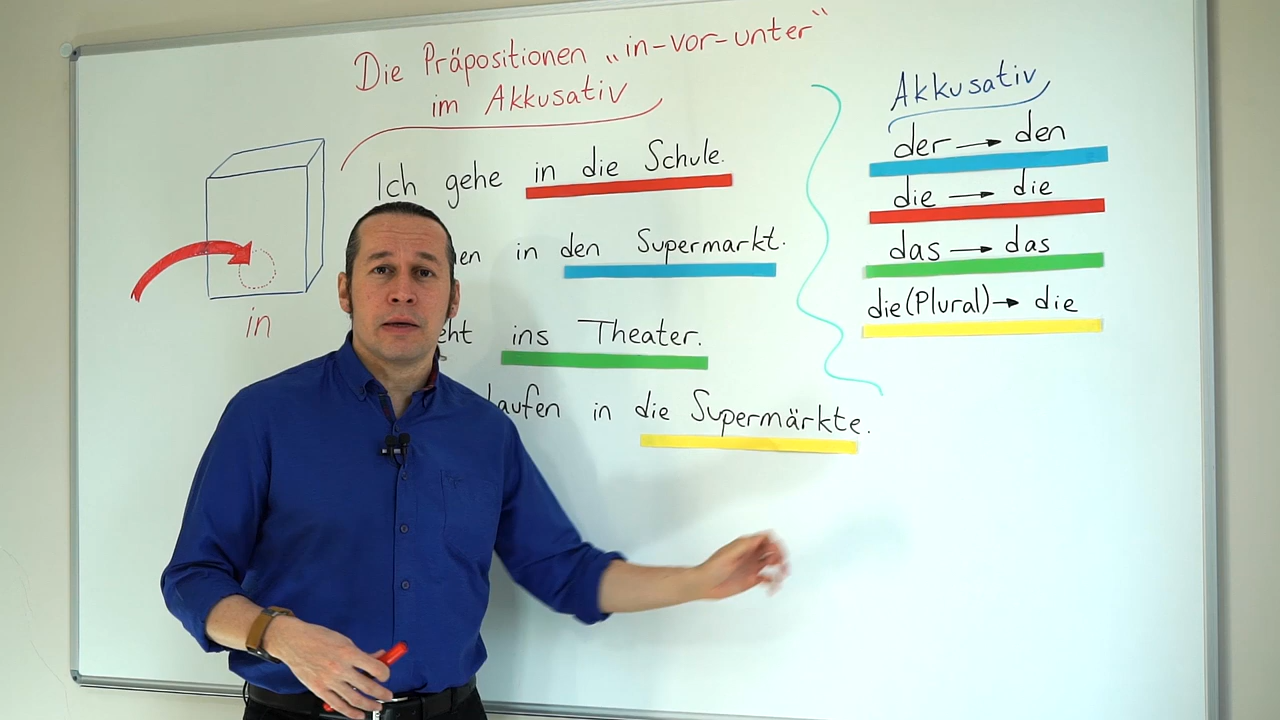 Die Präpositionen „in-vor-unter“
im Akkusativ
Ich gehe in die Schule.
en in den Supermarkt.
eht ins Theater.
laufen in die Supermärkte.
in
Akkusativ
der → den
die → die
das → das
die (Plural) → die